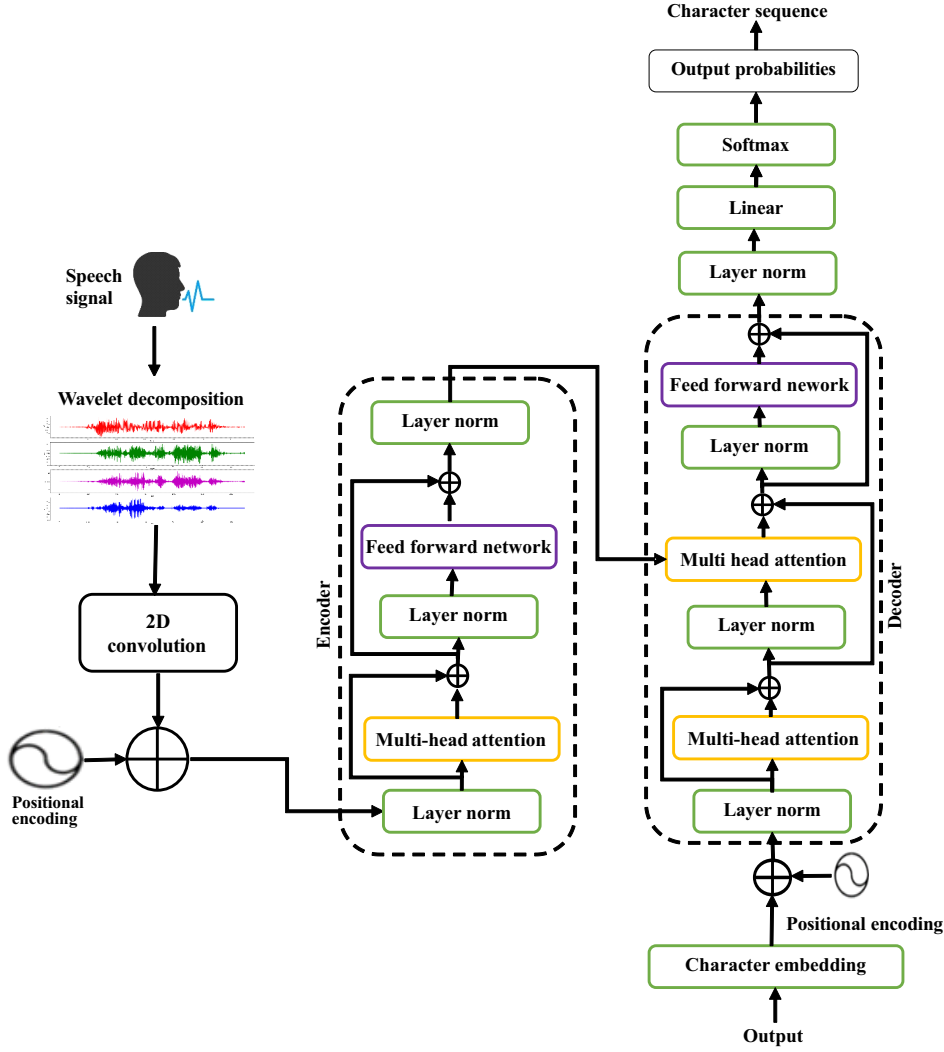 Character sequence
Output probabilities
Softmax
Linear
Layer norm
Speech
signal
Wavelet decomposition
2D
convolution
Positional
encoding
Encoder
Layer norm
Feed forward network
Layer norm
Multi-head attention
Layer norm
Decoder
Feed forward nework
Layer norm
Multi head attention
Layer norm
Multi-head attention
Layer norm
Positional encoding
Character embedding
Output